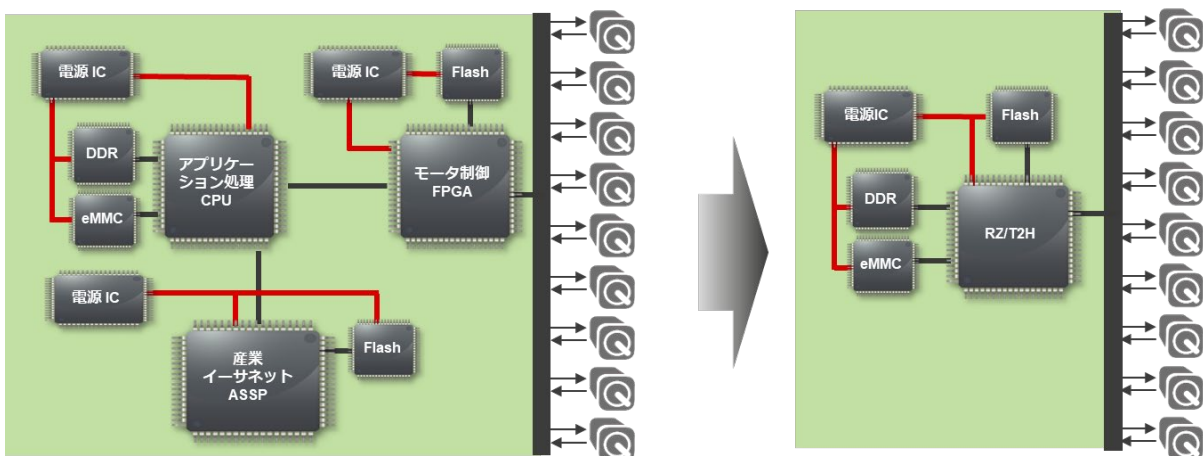 電源 IC
電源 IC
Flash
DDR
アプリケー
ション処理
CPU
モータ制御
FPGA
eMMC
電源 IC
産業
イーサネット
ASSP
Flash
電源IC
Flash
DDR
RZ/T2H
eMMC